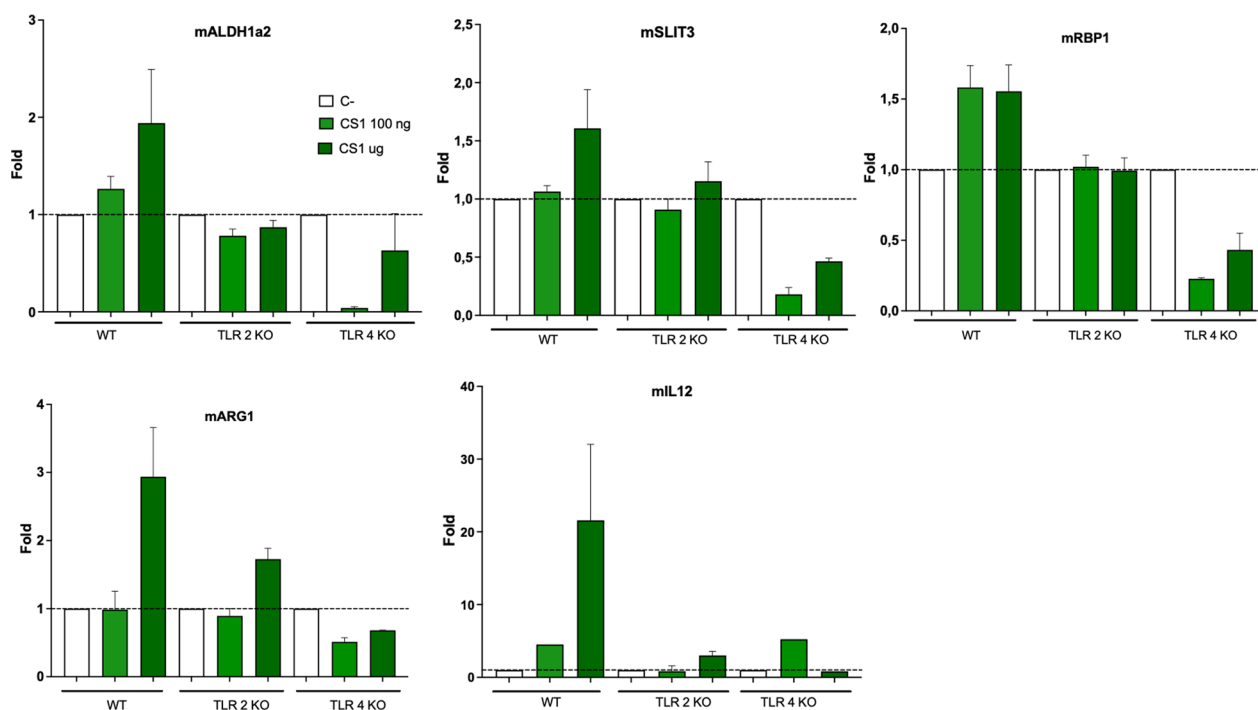 mALDH1a2
3
2
1
0
Fold
C-
CS1 100 ng
CS1 ug
WT
TLR 2 KO
TLR 4 KO
mSLIT3
2,5
2,0
1,5
1,0
0,5
0,0
Fold
WT
TLR 2 KO
TLR 4 KO
mRBP1
2,0
1,5
1,0
0,5
0,0
Fold
WT
TLR 2 KO
TLR 4 KO
mARG1
4
3
2
1
0
Fold
WT
TLR 2 KO
TLR 4 KO
mIL12
40
30
20
10
0
Fold
WT
TLR 2 KO
TLR 4 KO